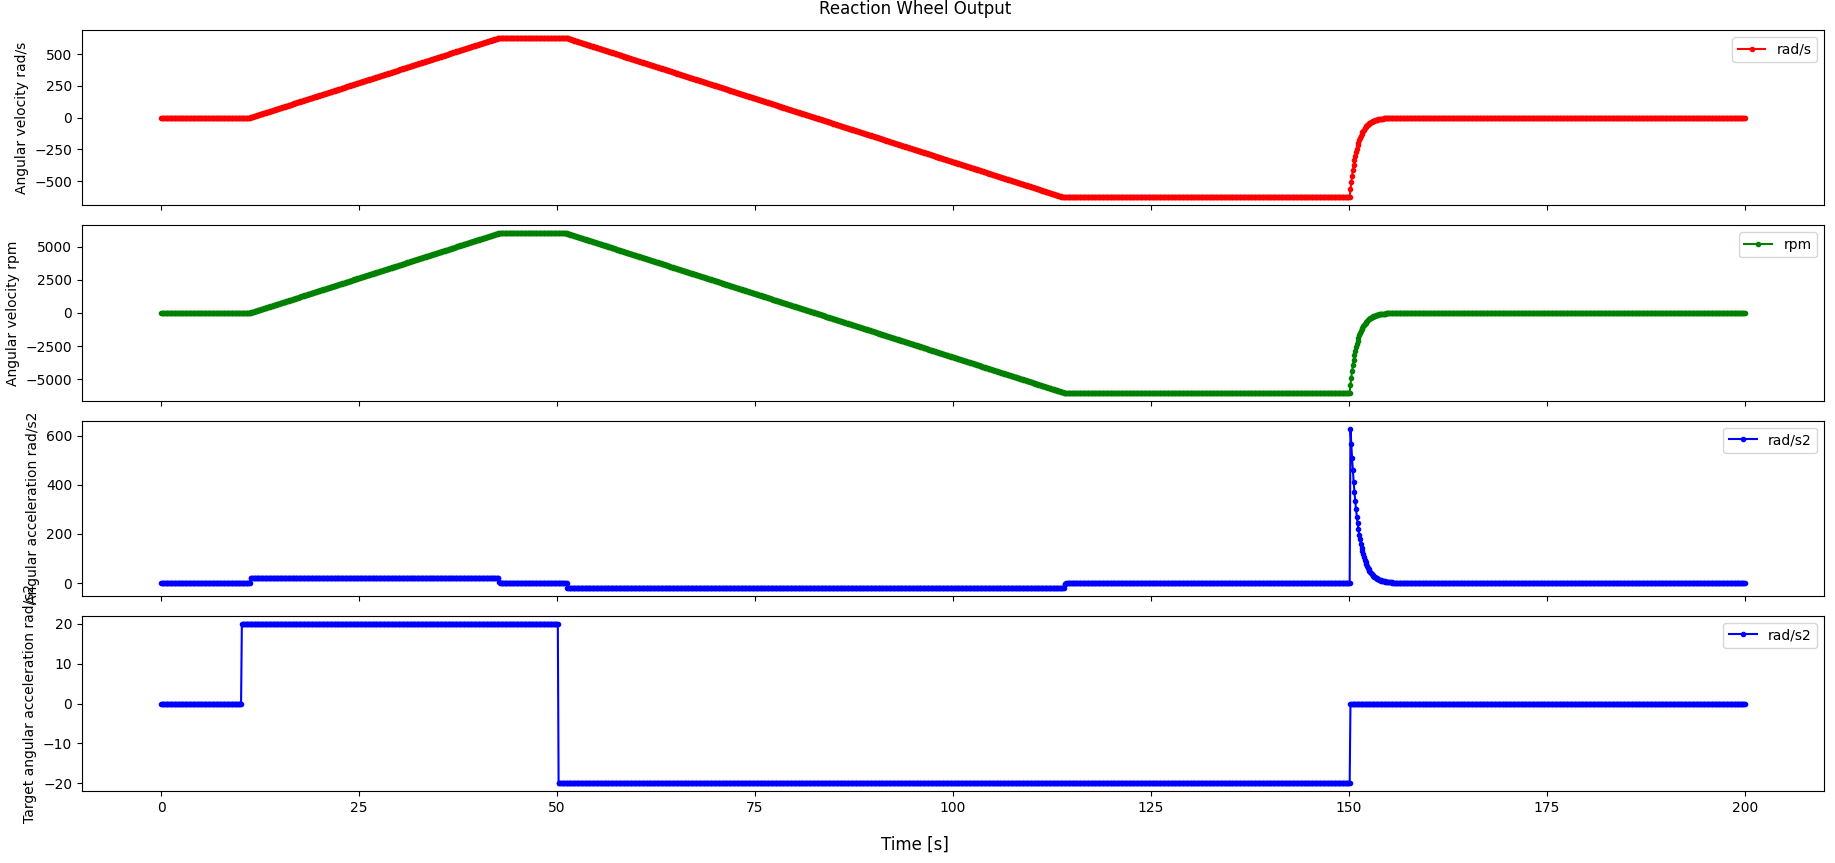 Reaction Wheel Output
Angular velocity rad/s
500
250
0
−250
−500
rad/s
Angular velocity rpm
5000
2500
0
−2500
−5000
rpm
Angular acceleration rad/s2
600
400
200
0
rad/s2
Target angular acceleration rad/s2
20
10
0
−10
−20
rad/s2
0 25 50 75 100 125 150 175 200
Time [s]